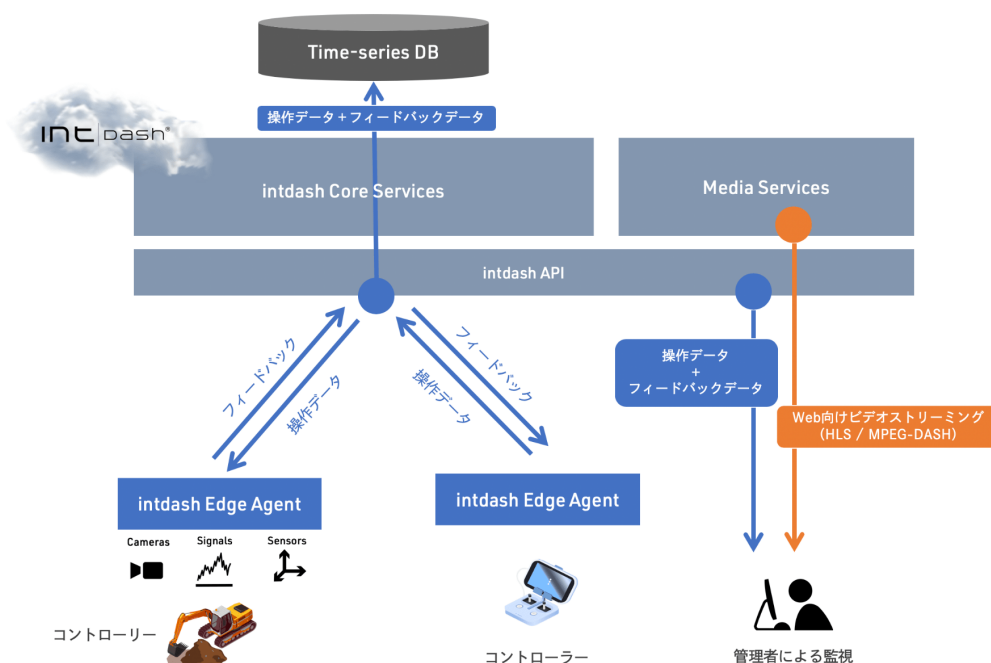 Time-series DB
操作データ+フィードバックデータ
INt|Dash®
intdash Core Services
Media Services
intdash API
フィードバック
操作データ
フィードバック
操作データ
操作データ
+
フィードバックデータ
Web向けビデオストリーミング
（HLS / MPEG-DASH）
intdash Edge Agent
intdash Edge Agent
Cameras
Signals
Sensors
コントローリー
コントローラー
管理者による監視